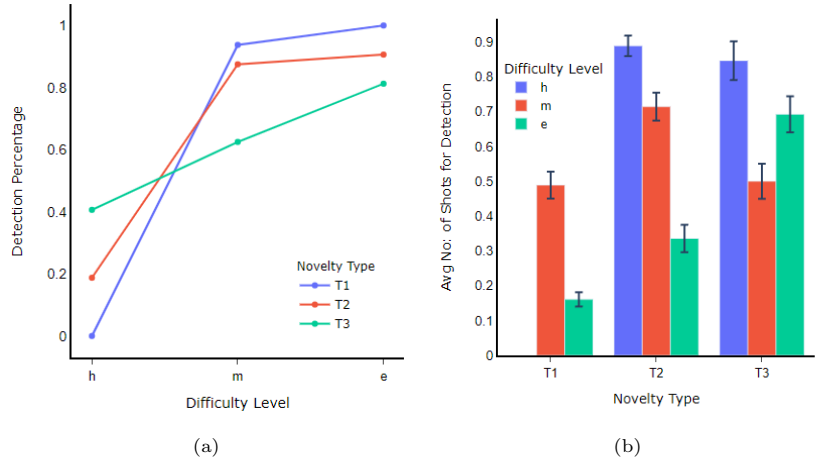 Detection Percentage
1
0.8
0.6
0.4
0.2
0
h
m
e
Difficulty Level
Novelty Type
T1
T2
T3
(a)
Avg No: of Shots for Detection
0.9
0.8
0.7
0.6
0.5
0.4
0.3
0.2
0.1
0
Difficulty Level
h
m
e
T1
T2
T3
Novelty Type
(b)